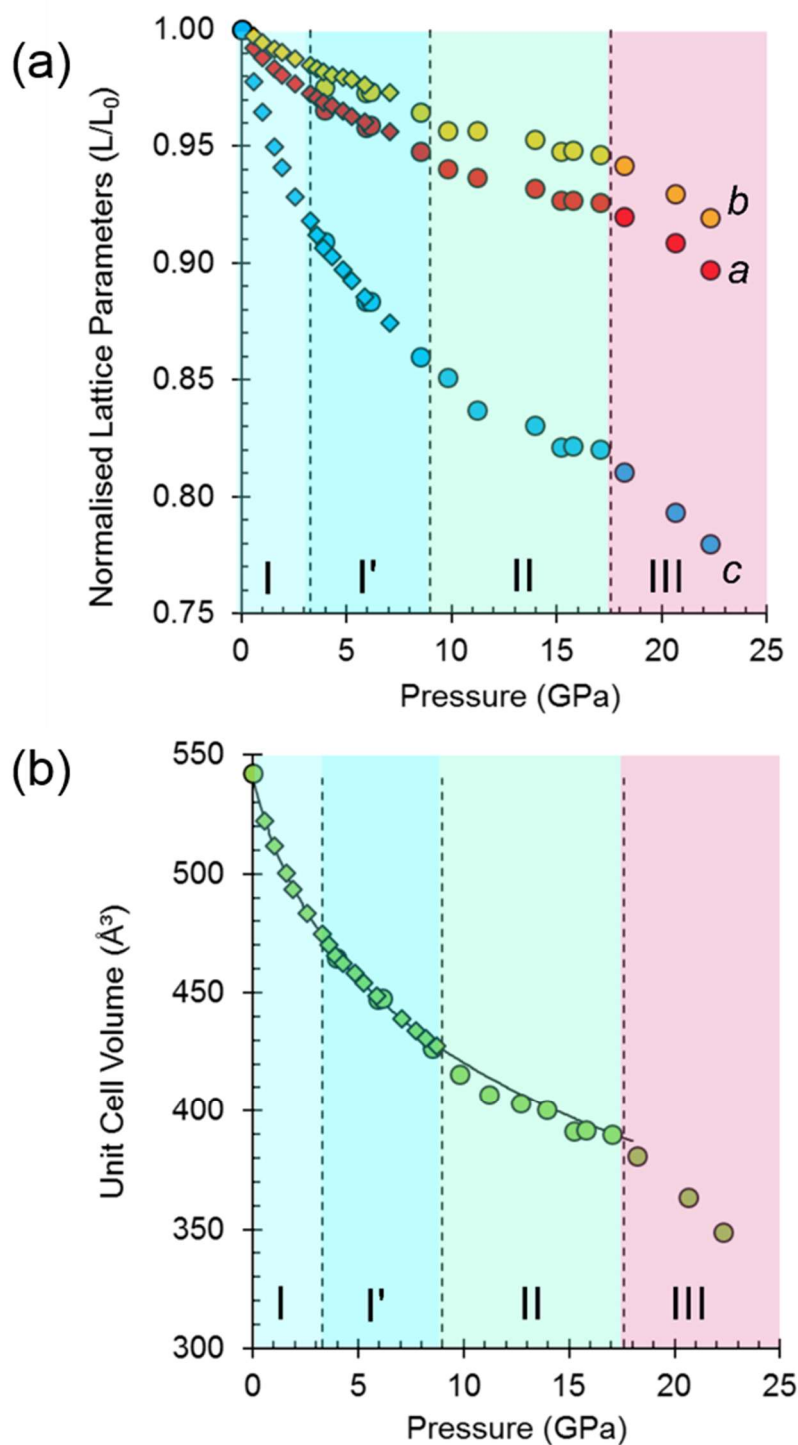 (a)
Normalised Lattice Parameters (L/L₀)
1.00
0.95
0.90
0.85
0.80
0.75
b
a
c
I
I'
II
III
0
5
10
15
20
25
Pressure (GPa)
(b)
Unit Cell Volume (Å³)
550
500
450
400
350
300
I
I'
II
III
0
5
10
15
20
25
Pressure (GPa)